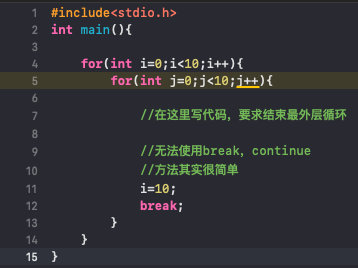 1 #include<stdio.h>
2 int main(){
3
4 for(int i=0;i<10;i++){
5 for(int j=0;j<10;j++){
6
7 //在这里写代码，要求结束最外层循环
8
9 //无法使用break，continue
10 //方法其实很简单
11 i=10;
12 break;
13 }
14 }
15 }